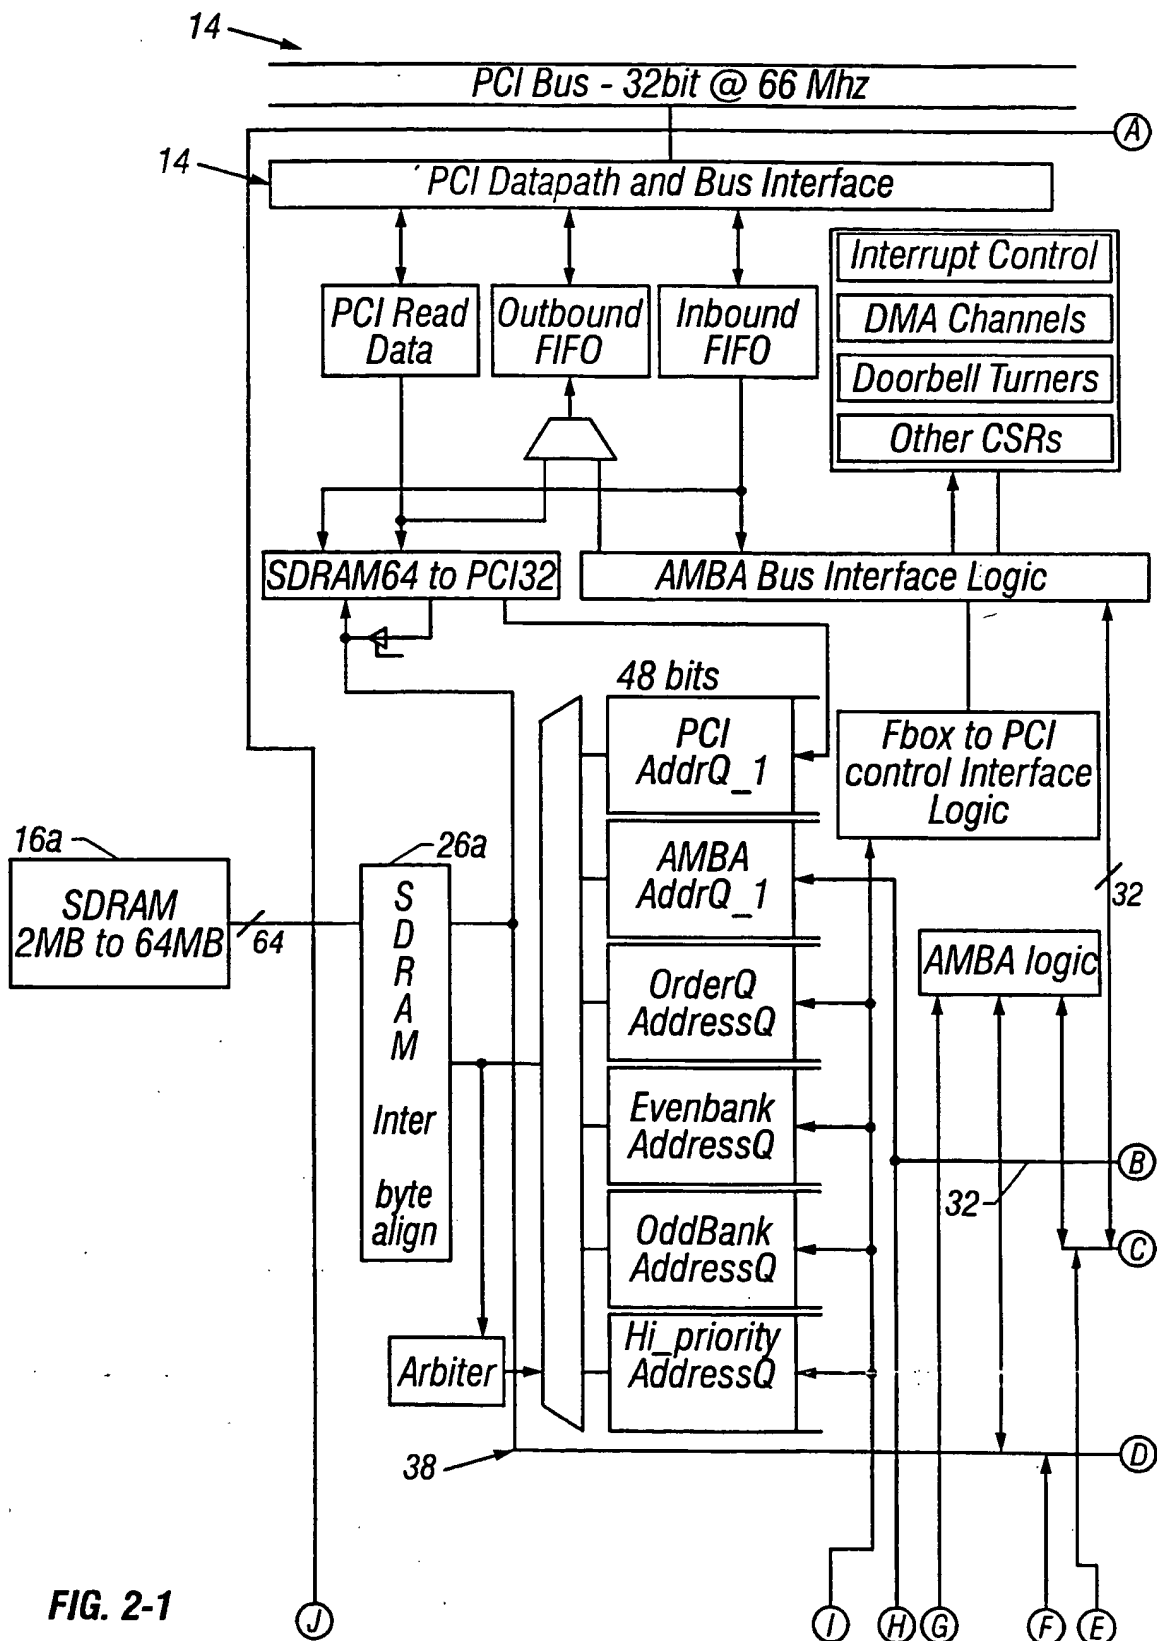 14
PCI Bus - 32bit @ 66 Mhz
A
14
PCI Datapath and Bus Interface
Interrupt Control
DMA Channels
Doorbell Turners
Other CSRs
PCI Read
Data
Outbound
FIFO
Inbound
FIFO
SDRAM64 to PCI32
AMBA Bus Interface Logic
48 bits
PCI
AddrQ_1
Fbox to PCI
control Interface
Logic
16a
SDRAM
2MB to 64MB
64
26a
SDRAM
Inter
byte
align
AMBA
AddrQ_1
32
AMBA logic
OrderQ
AddressQ
Evenbank
AddressQ
B
32
OddBank
AddressQ
C
Arbiter
Hi_priority
AddressQ
38
D
FIG. 2-1
J
I
H
G
F
E